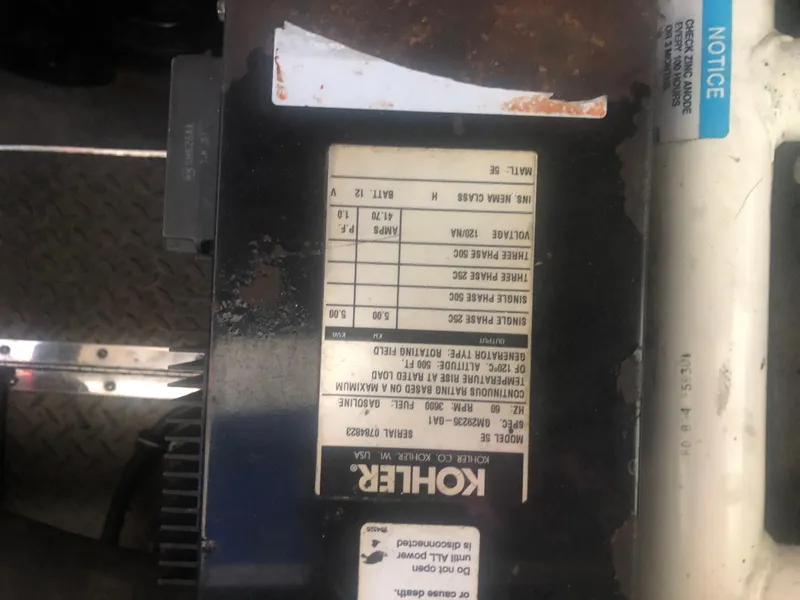 NOTICE
CHECK ZINC ANODE
EVERY 100 HOURS
OR 3 MONTHS
KOHLER®
KOHLER CO. KOHLER, WI. USA
MODEL 5E SERIAL 0784823
SPEC. GM29235-GA1
HZ: 60 RPM: 3600 FUEL: GASOLINE
CONTINUOUS RATING BASED ON A MAXIMUM
TEMPERATURE RISE AT RATED LOAD
OF 120°C. ALTITUDE: 500 FT.
GENERATOR TYPE: ROTATING FIELD
OUTPUT KW KVA
SINGLE PHASE 25C 5.00 5.00
SINGLE PHASE 50C
THREE PHASE 25C
THREE PHASE 50C
VOLTAGE 120/NA AMPS 41.70 P.F. 1.0
INS. NEMA CLASS H BATT. 12 V
MATL: 5E
or cause death.
Do not open
until ALL power
is disconnected